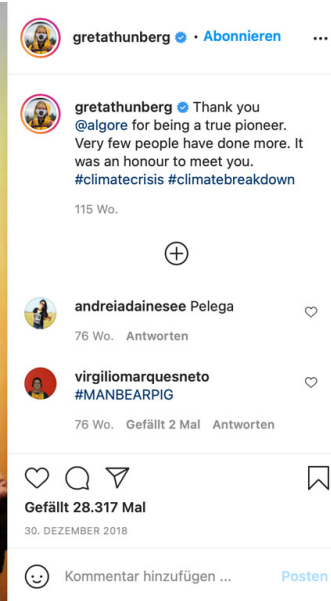 gretathunberg • Abonnieren
gretathunberg Thank you
@algore for being a true pioneer.
Very few people have done more. It
was an honour to meet you.
#climatecrisis #climatebreakdown
115 Wo.
andreiadainesee Pelega
76 Wo. Antworten
virgiliomarquesneto
#MANBEARPIG
76 Wo. Gefällt 2 Mal Antworten
Gefällt 28.317 Mal
30. DEZEMBER 2018
Kommentar hinzufügen ... Posten